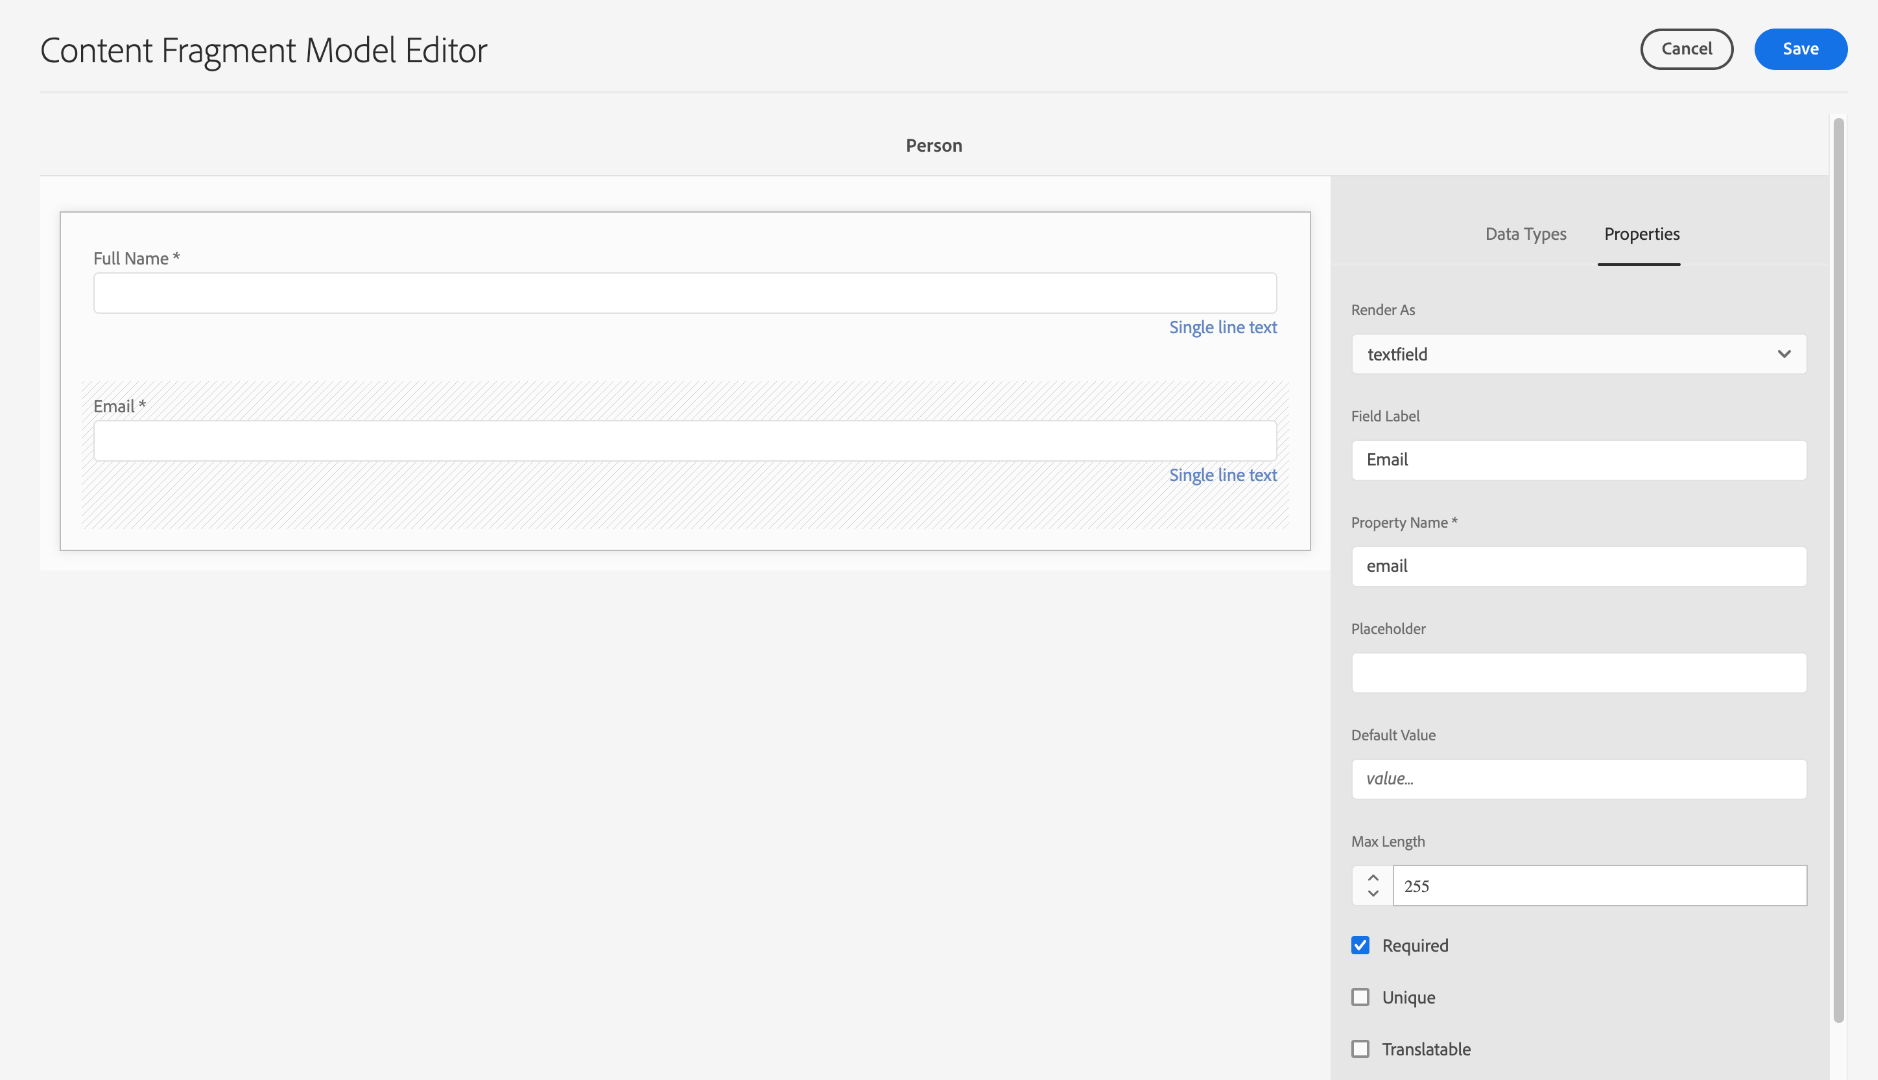 Content Fragment Model Editor
Cancel
Save
Person
Full Name *
Single line text
Email *
Single line text
Data Types
Properties
Render As
textfield
Field Label
Email
Property Name *
email
Placeholder
Default Value
value...
Max Length
255
Required
Unique
Translatable